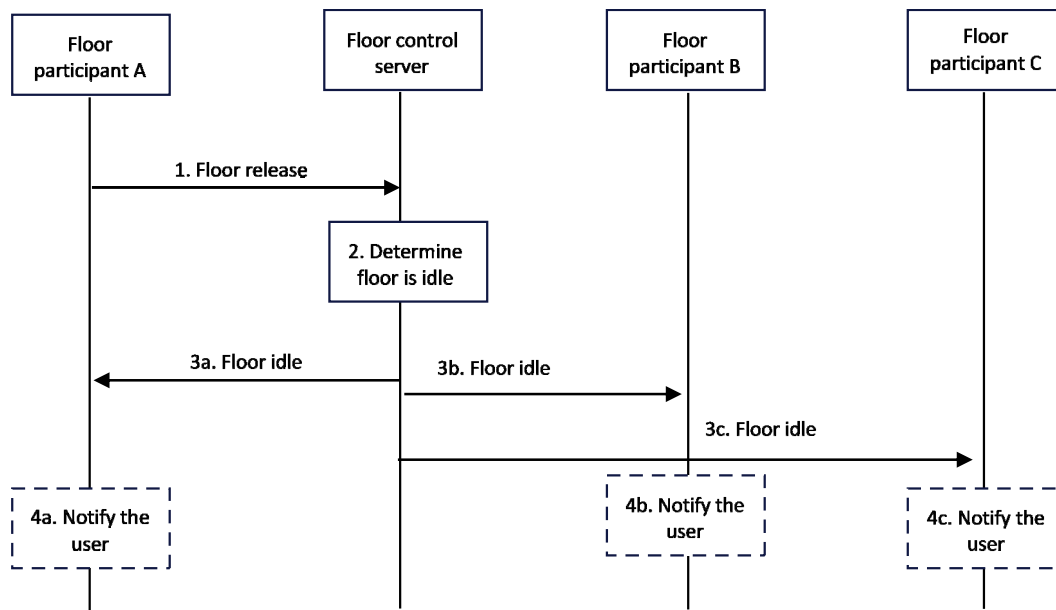 Floor
participant A
Floor control
server
Floor
participant B
Floor
participant C
1. Floor release
2. Determine
floor is idle
3a. Floor idle
3b. Floor idle
3c. Floor idle
4a. Notify the
user
4b. Notify the
user
4c. Notify the
user